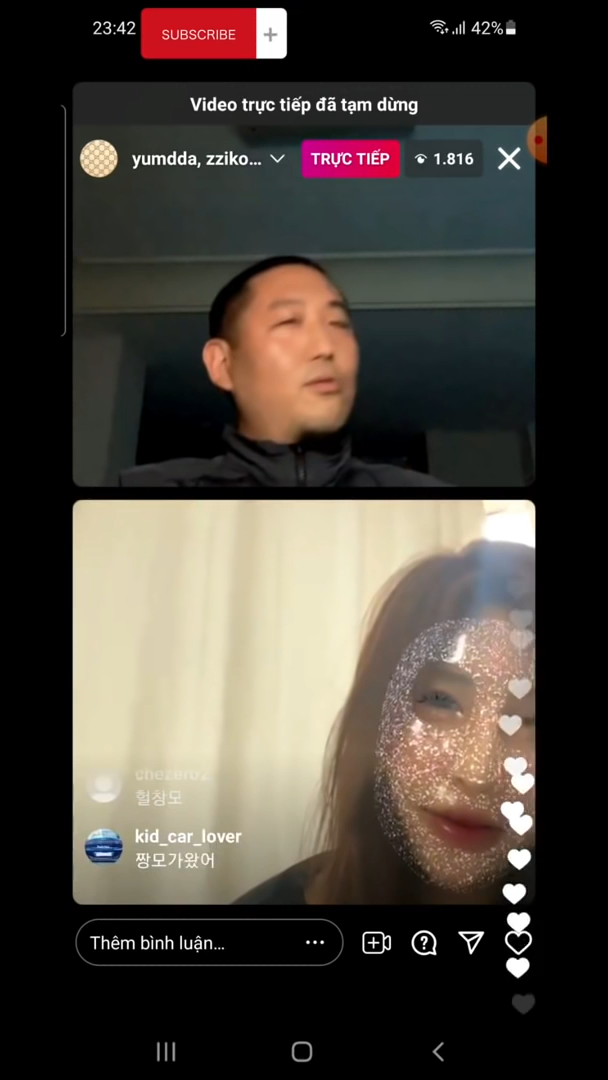 23:42
SUBSCRIBE +
42%
Video trực tiếp đã tạm dừng
yumdda, zziko...
TRỰC TIẾP
1.816
chezero2
헐창모
kid_car_lover
짱모가왔어
Thêm bình luận...